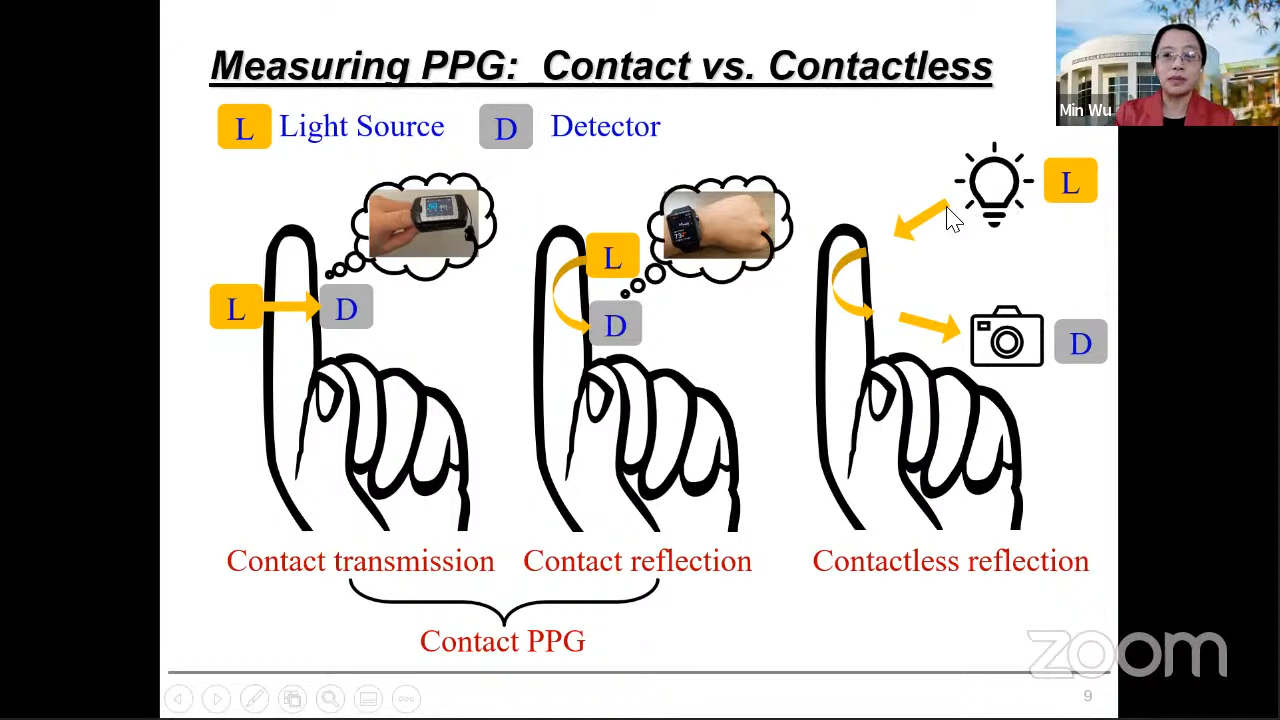 Measuring PPG: Contact vs. Contactless
L Light Source D Detector
Min Wu
L
L
L D
D
D
Contact transmission Contact reflection Contactless reflection
Contact PPG
zoom
9